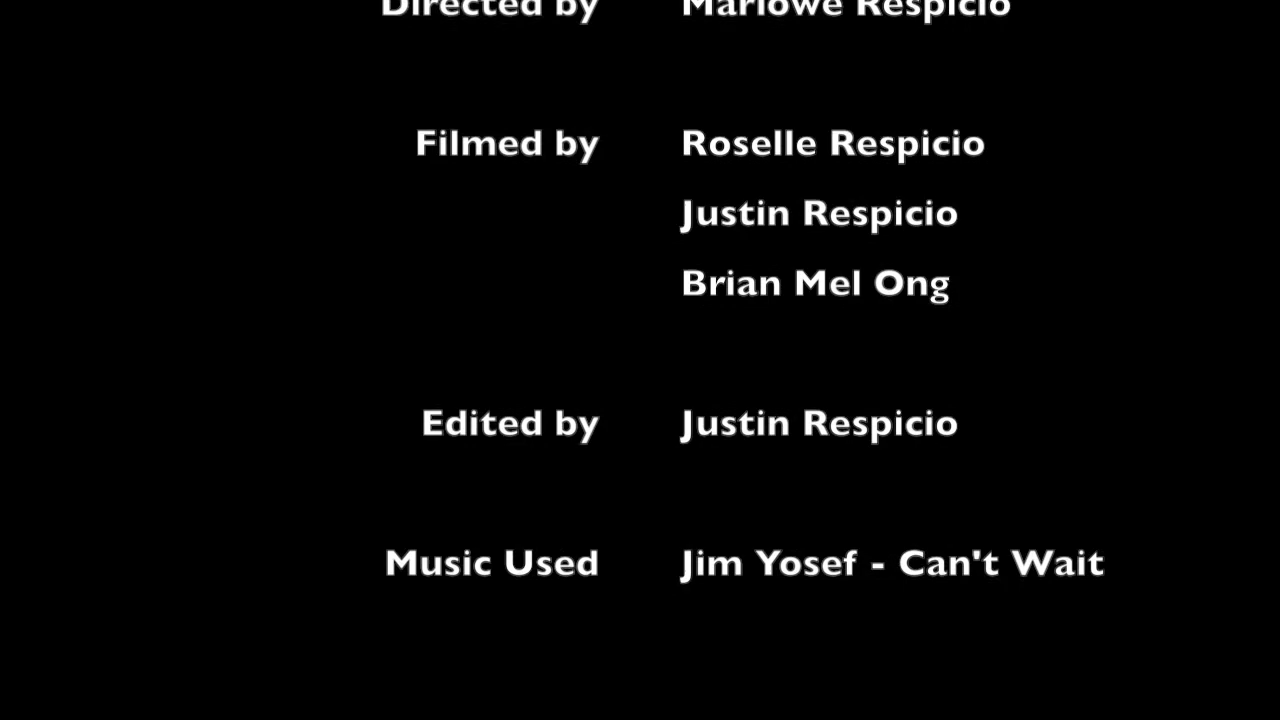 Directed by Marlowe Respicio
Filmed by Roselle Respicio
Justin Respicio
Brian Mel Ong
Edited by Justin Respicio
Music Used Jim Yosef - Can't Wait